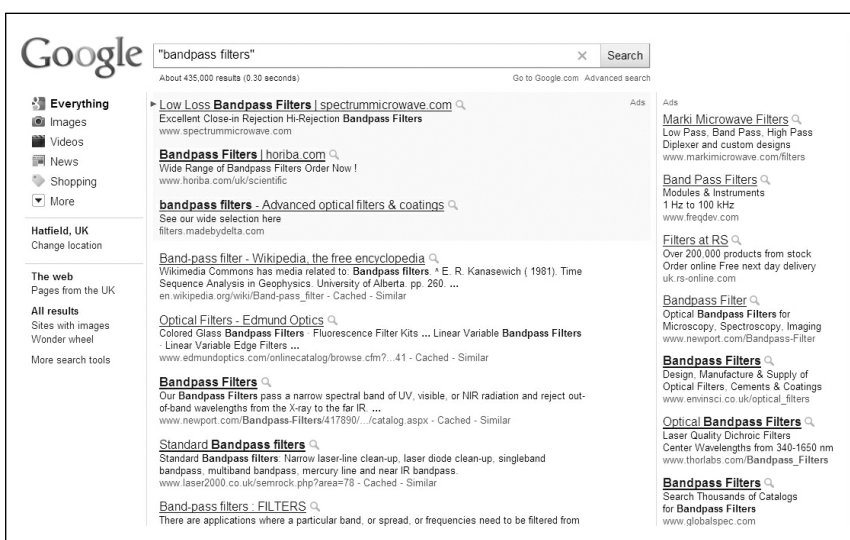 Google
"bandpass filters"
Search
About 435,000 results (0.30 seconds)
Go to Google.com Advanced search
Everything
Images
Videos
News
Shopping
More
Hatfield, UK
Change location
The web
Pages from the UK
All results
Sites with images
Wonder wheel
More search tools
Low Loss Bandpass Filters | spectrummicrowave.com
Ads
Excellent Close-in Rejection Hi-Rejection Bandpass Filters
www.spectrummicrowave.com
Bandpass Filters | horiba.com
Wide Range of Bandpass Filters Order Now !
www.horiba.com/uk/scientific
bandpass filters - Advanced optical filters & coatings
See our wide selection here
filters.madebydelta.com
Band-pass filter - Wikipedia, the free encyclopedia
Wikimedia Commons has media related to: Bandpass filters. ^ E. R. Kanasewich ( 1981). Time
Sequence Analysis in Geophysics. University of Alberta. pp. 260. ...
en.wikipedia.org/wiki/Band-pass_filter - Cached - Similar
Optical Filters - Edmund Optics
Colored Glass Bandpass Filters · Fluorescence Filter Kits ... Linear Variable Bandpass Filters
· Linear Variable Edge Filters ...
www.edmundoptics.com/onlinecatalog/browse.cfm?...41 - Cached - Similar
Bandpass Filters
Our Bandpass Filters pass a narrow spectral band of UV, visible, or NIR radiation and reject out-
of-band wavelengths from the X-ray to the far IR. ...
www.newport.com/Bandpass-Filters/417890/.../catalog.aspx - Cached - Similar
Standard Bandpass filters
Standard Bandpass filters: Narrow laser-line clean-up, laser diode clean-up, singleband
bandpass, multiband bandpass, mercury line and near IR bandpass.
www.laser2000.co.uk/semrock.php?area=78 - Cached - Similar
Band-pass filters : FILTERS
There are applications where a particular band, or spread, or frequencies need to be filtered from
Ads
Marki Microwave Filters
Low Pass, Band Pass, High Pass
Diplexer and custom designs
www.markimicrowave.com/filters
Band Pass Filters
Modules & Instruments
1 Hz to 100 kHz
www.freqdev.com
Filters at RS
Over 200,000 products from stock
Order online Free next day delivery
uk.rs-online.com
Bandpass Filter
Optical Bandpass Filters for
Microscopy, Spectroscopy, Imaging
www.newport.com/Bandpass-Filter
Bandpass Filters
Design, Manufacture & Supply of
Optical Filters, Cements & Coatings
www.envinsci.co.uk/optical_filters
Optical Bandpass Filters
Laser Quality Dichroic Filters
Center Wavelengths from 340-1650 nm
www.thorlabs.com/Bandpass_Filters
Bandpass Filters
Search Thousands of Catalogs
for Bandpass Filters
www.globalspec.com